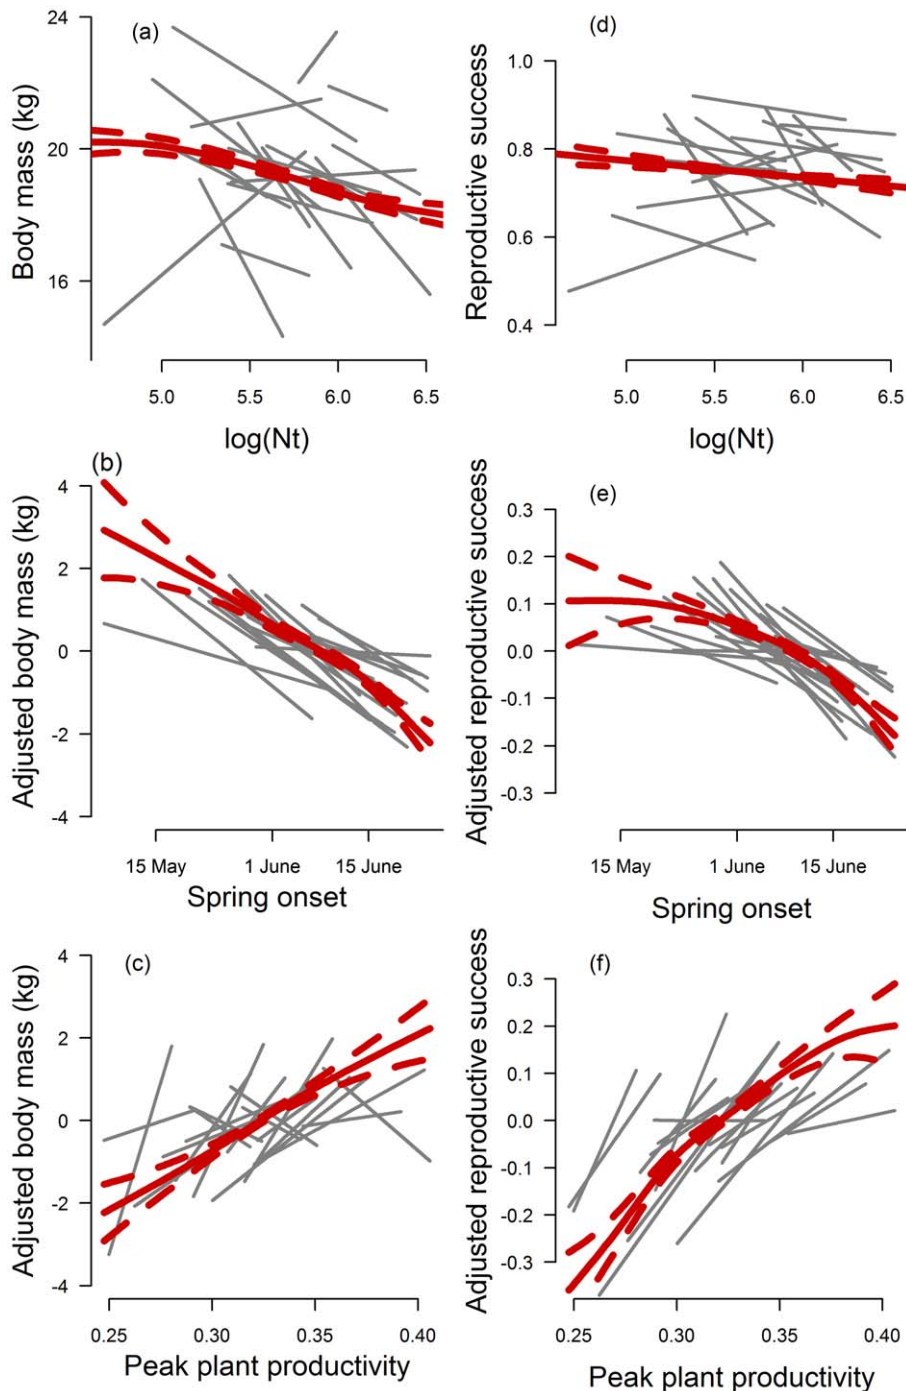 (a)
Body mass (kg)
24
20
16
5.0 5.5 6.0 6.5
log(Nt)
(d)
Reproductive success
1.0
0.8
0.6
0.4
5.0 5.5 6.0 6.5
log(Nt)
(b)
Adjusted body mass (kg)
4
2
0
-2
-4
15 May 1 June 15 June
Spring onset
(e)
Adjusted reproductive success
0.3
0.2
0.1
0.0
-0.1
-0.2
-0.3
15 May 1 June 15 June
Spring onset
(c)
Adjusted body mass (kg)
4
2
0
-2
-4
0.25 0.30 0.35 0.40
Peak plant productivity
(f)
Adjusted reproductive success
0.3
0.2
0.1
0.0
-0.1
-0.2
-0.3
0.25 0.30 0.35 0.40
Peak plant productivity